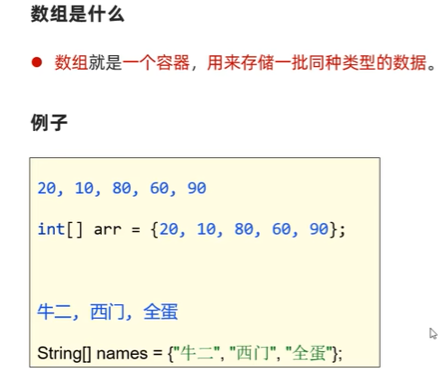 数组是什么
数组就是一个容器，用来存储一批同种类型的数据。
例子
20, 10, 80, 60, 90
int[] arr = {20, 10, 80, 60, 90};
牛二, 西门, 全蛋
String[] names = {"牛二", "西门", "全蛋"};